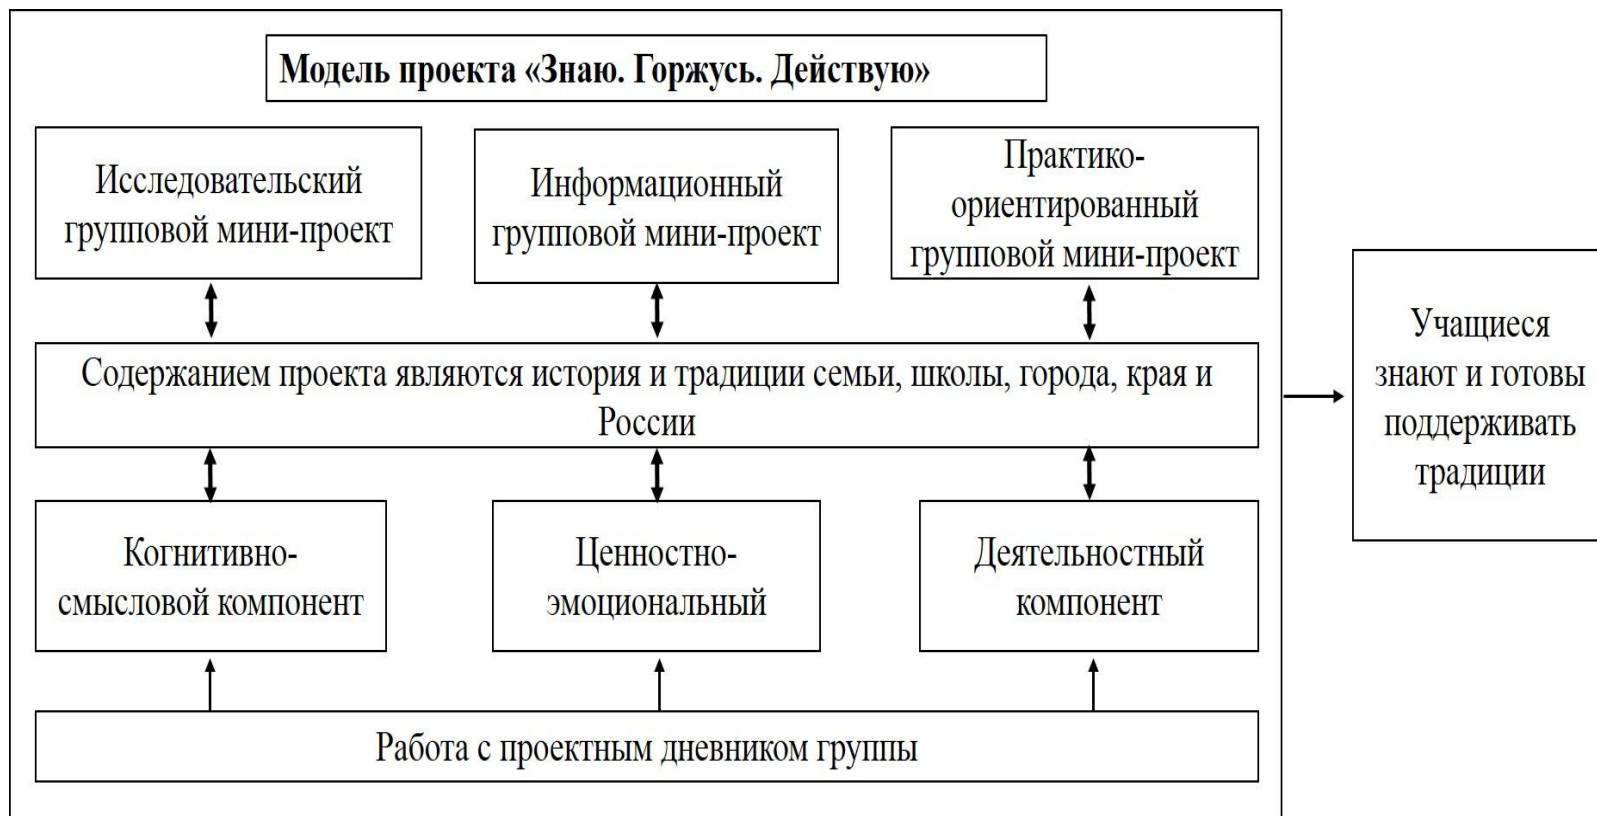 Модель проекта «Знаю. Горжусь. Действую»
Исследовательский
групповой мини-проект
Информационный
групповой мини-проект
Практико-
ориентированный
групповой мини-проект
Содержанием проекта являются история и традиции семьи, школы, города, края и
России
Когнитивно-
смысловой компонент
Ценностно-
эмоциональный
Деятельностный
компонент
Работа с проектным дневником группы
Учащиеся
знают и готовы
поддерживать
традиции